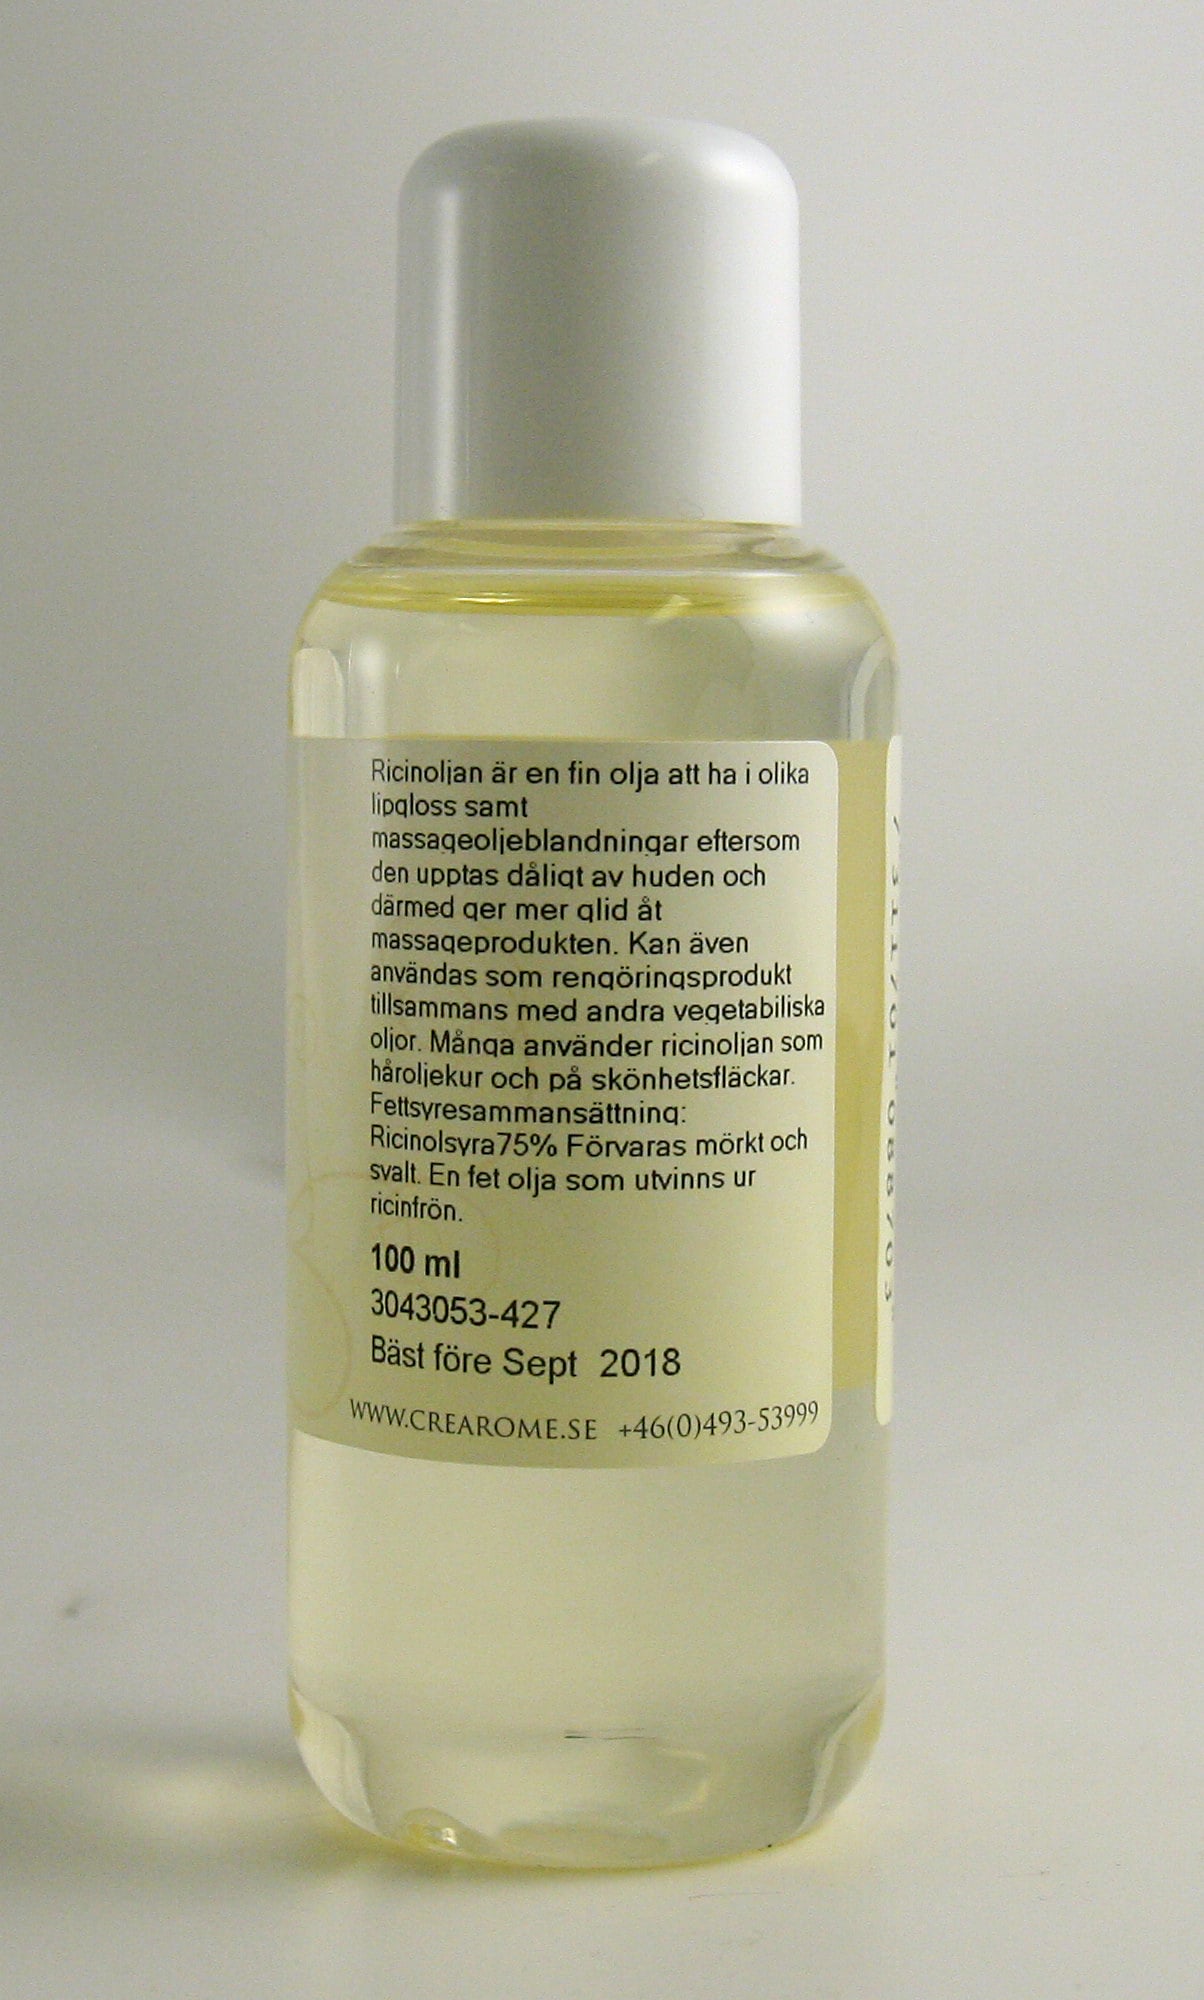 Ricinoljan är en fin olja att ha i olika
lipgloss samt
massageoljeblandningar eftersom
den upptas dåligt av huden och
därmed ger mer glid åt
massageprodukten. Kan även
användas som rengöringsprodukt
tillsammans med andra vegetabiliska
oljor. Många använder ricinoljan som
håroljekur och på skönhetsfläckar.
Fettsyresammansättning:
Ricinolsyra75% Förvaras mörkt och
svalt. En fet olja som utvinns ur
ricinfrön.
100 ml
3043053-427
Bäst före Sept 2018
WWW.CREAROME.SE +46(0)493-53999